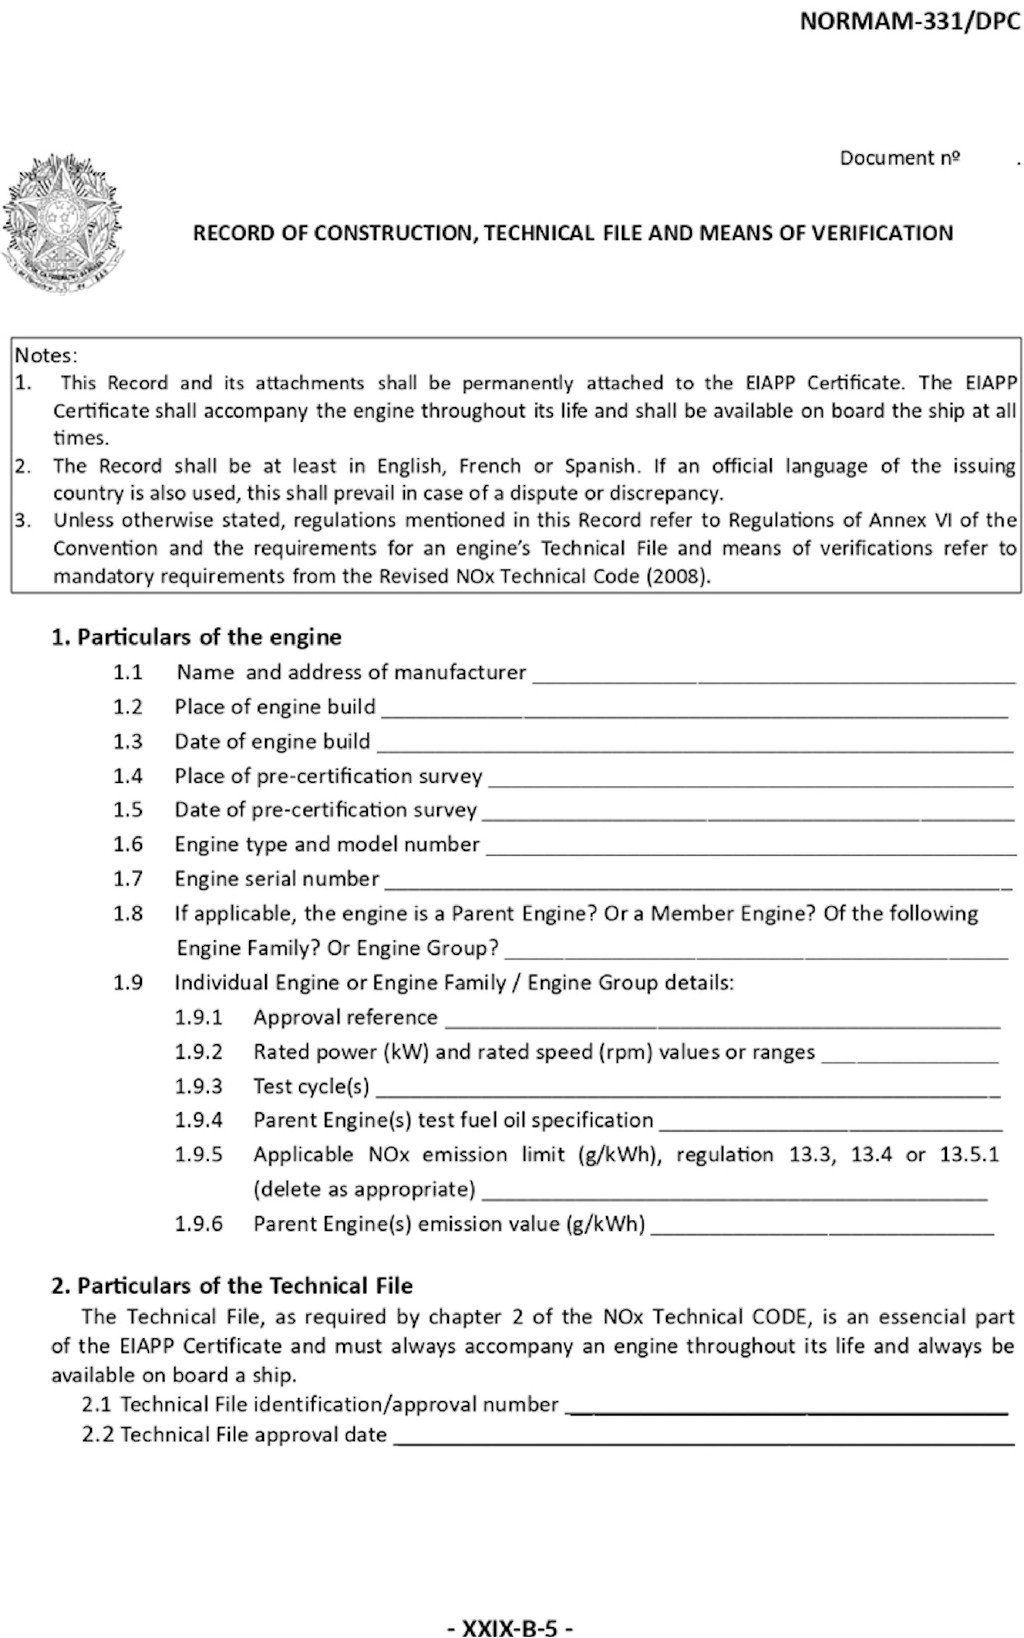 NORMAM-331/DPC
Document nº .
RECORD OF CONSTRUCTION, TECHNICAL FILE AND MEANS OF VERIFICATION
Notes:
1. This Record and its attachments shall be permanently attached to the EIAPP Certificate. The EIAPP
Certificate shall accompany the engine throughout its life and shall be available on board the ship at all
times.
2. The Record shall be at least in English, French or Spanish. If an official language of the issuing
country is also used, this shall prevail in case of a dispute or discrepancy.
3. Unless otherwise stated, regulations mentioned in this Record refer to Regulations of Annex VI of the
Convention and the requirements for an engine's Technical File and means of verifications refer to
mandatory requirements from the Revised NOx Technical Code (2008).
1. Particulars of the engine
1.1 Name and address of manufacturer
1.2 Place of engine build
1.3 Date of engine build
1.4 Place of pre-certification survey
1.5 Date of pre-certification survey
1.6 Engine type and model number
1.7 Engine serial number
1.8 If applicable, the engine is a Parent Engine? Or a Member Engine? Of the following
Engine Family? Or Engine Group?
1.9 Individual Engine or Engine Family / Engine Group details:
1.9.1 Approval reference
1.9.2 Rated power (kW) and rated speed (rpm) values or ranges
1.9.3 Test cycle(s)
1.9.4 Parent Engine(s) test fuel oil specification
1.9.5 Applicable NOx emission limit (g/kWh), regulation 13.3, 13.4 or 13.5.1
(delete as appropriate)
1.9.6 Parent Engine(s) emission value (g/kWh)
2. Particulars of the Technical File
The Technical File, as required by chapter 2 of the NOx Technical CODE, is an essencial part
of the EIAPP Certificate and must always accompany an engine throughout its life and always be
available on board a ship.
2.1 Technical File identification/approval number
2.2 Technical File approval date
- XXIX-B-5 -